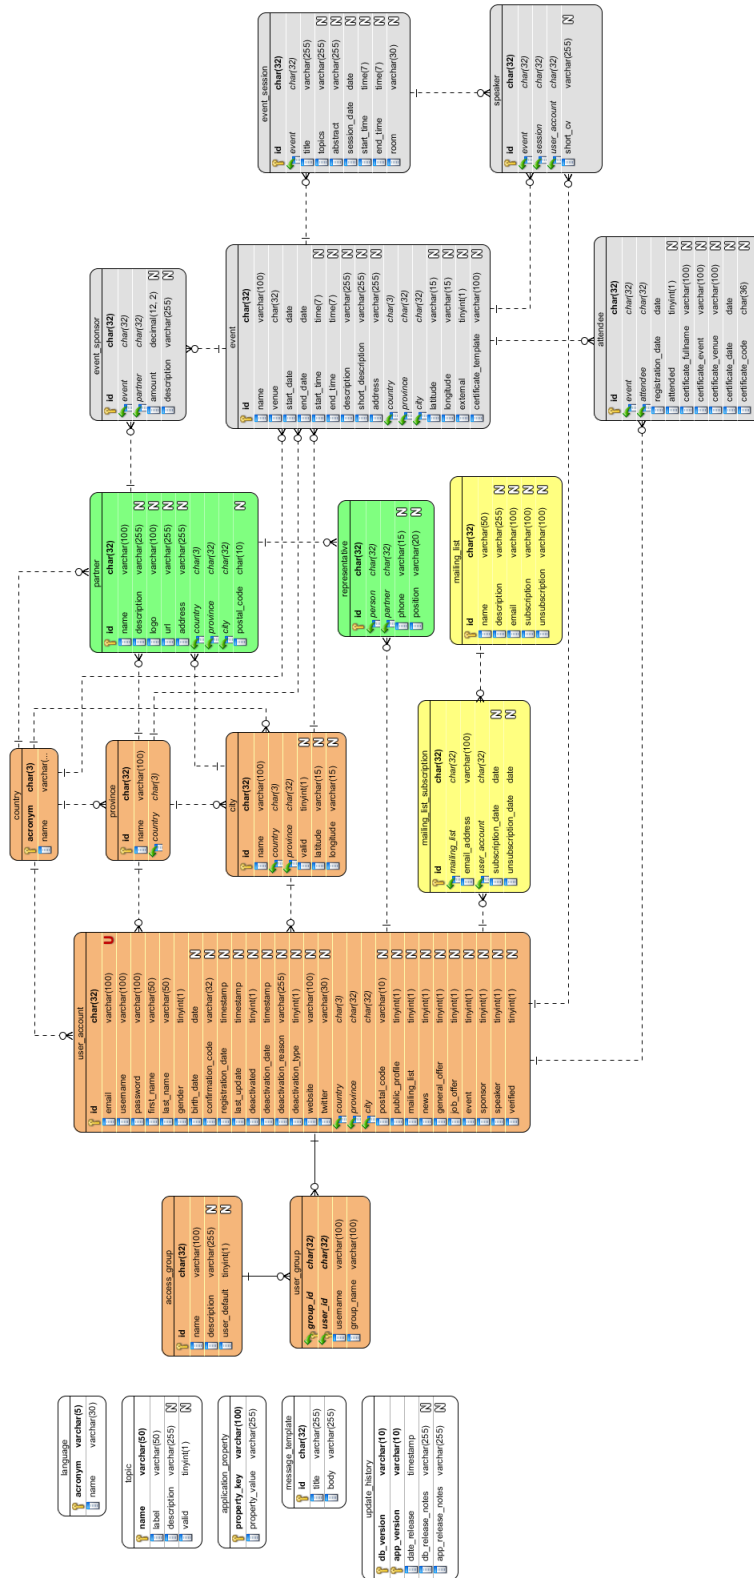 language
acronym varchar(5)
name varchar(30)
topic
name varchar(50)
label varchar(50)
description varchar(255) N
valid tinyint(1) N
application_property
property_key varchar(100)
property_value varchar(255)
message_template
id char(32)
title varchar(255)
body varchar(255)
update_history
db_version varchar(10)
app_version varchar(10)
date_release timestamp
db_release_notes varchar(255) N
app_release_notes varchar(255) N
access_group
id char(32)
name varchar(100)
description varchar(255) N
user_default tinyint(1) N
user_group
group_id char(32)
user_id char(32)
username varchar(100)
group_name varchar(100)
user_account
id char(32)
email varchar(100) U
username varchar(100)
password varchar(100)
first_name varchar(50)
last_name varchar(50)
gender tinyint(1)
birth_date date N
confirmation_code varchar(32) N
registration_date timestamp N
last_update timestamp N
deactivated tinyint(1) N
deactivation_date timestamp N
deactivation_reason varchar(255) N
deactivation_type tinyint(1) N
website varchar(100) N
twitter varchar(30) N
country char(3)
province char(32)
city char(32)
postal_code varchar(10) N
public_profile tinyint(1) N
mailing_list tinyint(1) N
news tinyint(1) N
general_offer tinyint(1) N
job_offer tinyint(1) N
event tinyint(1) N
sponsor tinyint(1) N
speaker tinyint(1) N
verified tinyint(1) N
country
acronym char(3)
name varchar(...
province
id char(32)
name varchar(100)
country char(3)
city
id char(32)
name varchar(100)
country char(3)
province char(32)
valid tinyint(1) N
latitude varchar(15) N
longitude varchar(15) N
mailing_list_subscription
id char(32)
mailing_list char(32)
email_address varchar(100)
user_account char(32)
subscription_date date N
unsubscription_date date N
partner
id char(32)
name varchar(100)
description varchar(255) N
logo varchar(100) N
url varchar(255) N
address varchar(255) N
country char(3)
province char(32)
city char(32)
postal_code char(10) N
representative
id char(32)
person char(32)
partner char(32)
phone varchar(15) N
position varchar(20) N
mailing_list
id char(32)
name varchar(50)
description varchar(255) N
email varchar(100) N
subscription varchar(100) N
unsubscription varchar(100) N
event_sponsor
id char(32)
event char(32)
partner char(32)
amount decimal(12, 2) N
description varchar(255) N
event
id char(32)
name varchar(100)
venue char(32)
start_date date
end_date date
start_time time(7) N
end_time time(7) N
description varchar(255) N
short_description varchar(255) N
address varchar(255) N
country char(3)
province char(32)
city char(32)
latitude varchar(15) N
longitude varchar(15) N
external tinyint(1) N
certificate_template varchar(100) N
attendee
id char(32)
event char(32)
attendee char(32)
registration_date date N
attended tinyint(1) N
certificate_fullname varchar(100) N
certificate_event varchar(100) N
certificate_venue varchar(100) N
certificate_date date N
certificate_code char(36) N
event_session
id char(32)
event char(32)
title varchar(255)
topics varchar(255) N
abstract varchar(255) N
session_date date N
start_time time(7) N
end_time time(7) N
room varchar(30) N
speaker
id char(32)
event char(32)
session char(32)
user_account char(32)
short_cv varchar(255) N